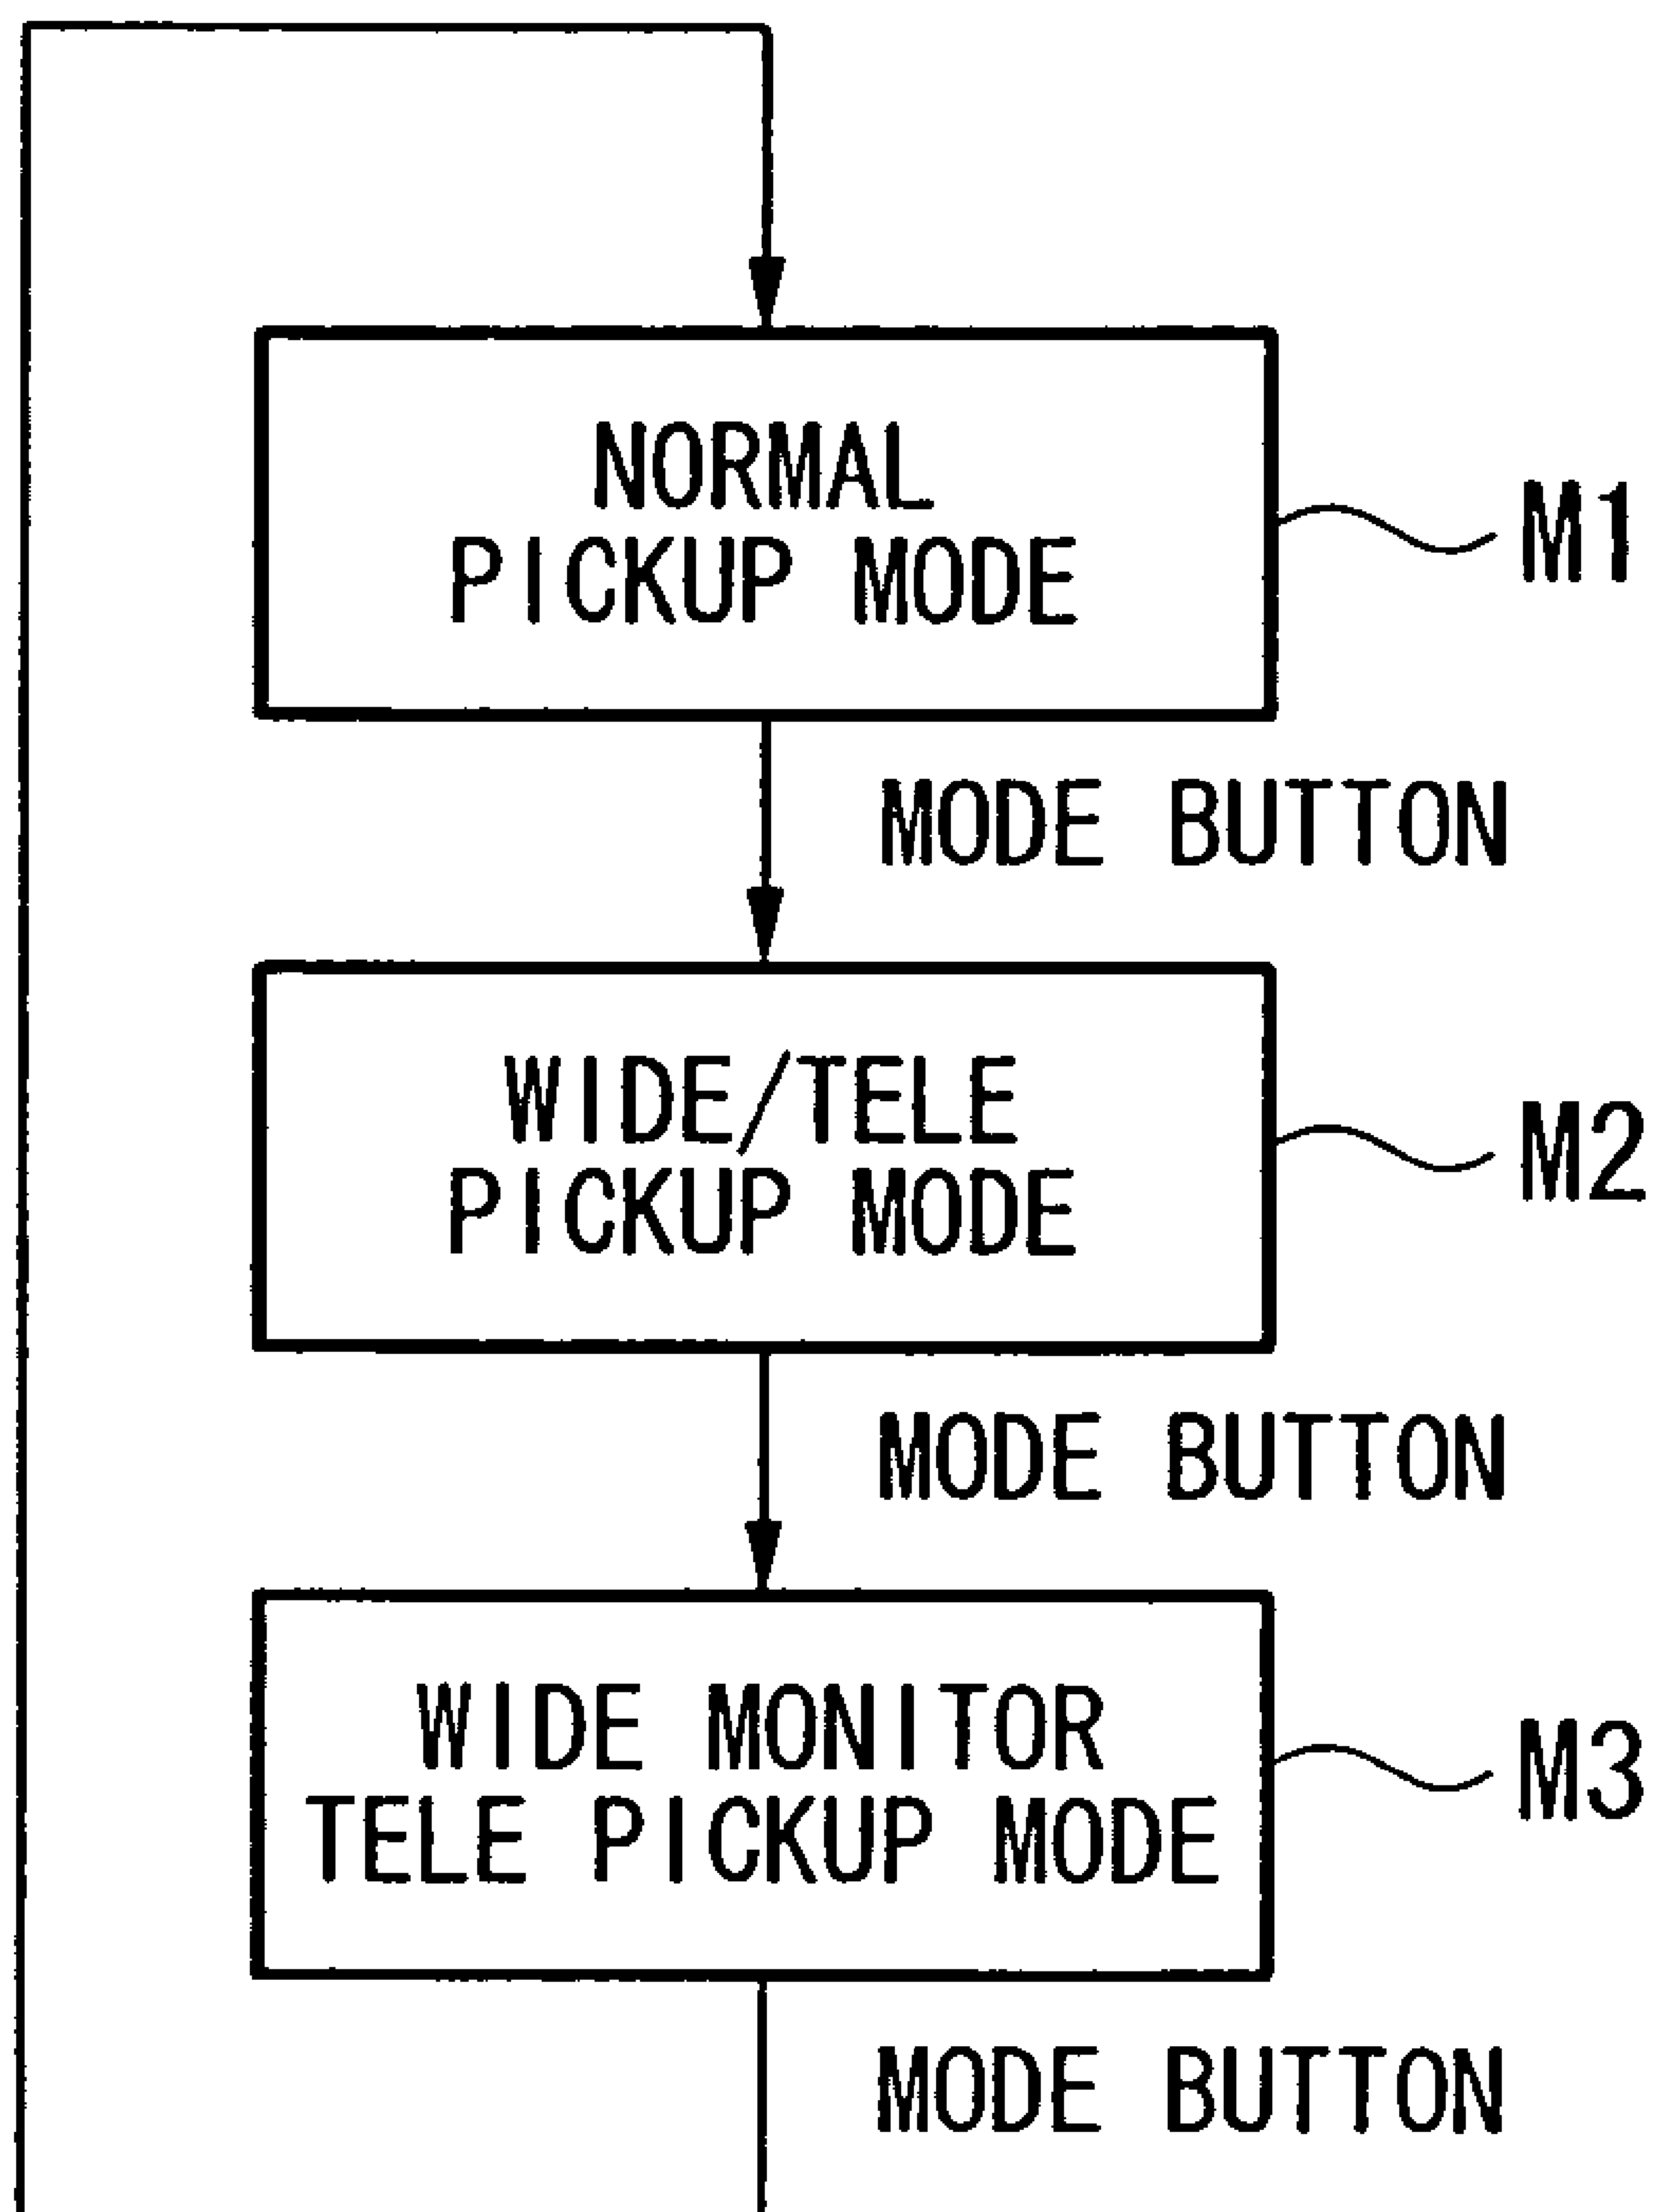 NORMAL
PICKUP MODE
M1
MODE BUTTON
WIDE/TELE
PICKUP MODE
M2
MODE BUTTON
WIDE MONITOR
TELE PICKUP MODE
M3
MODE BUTTON